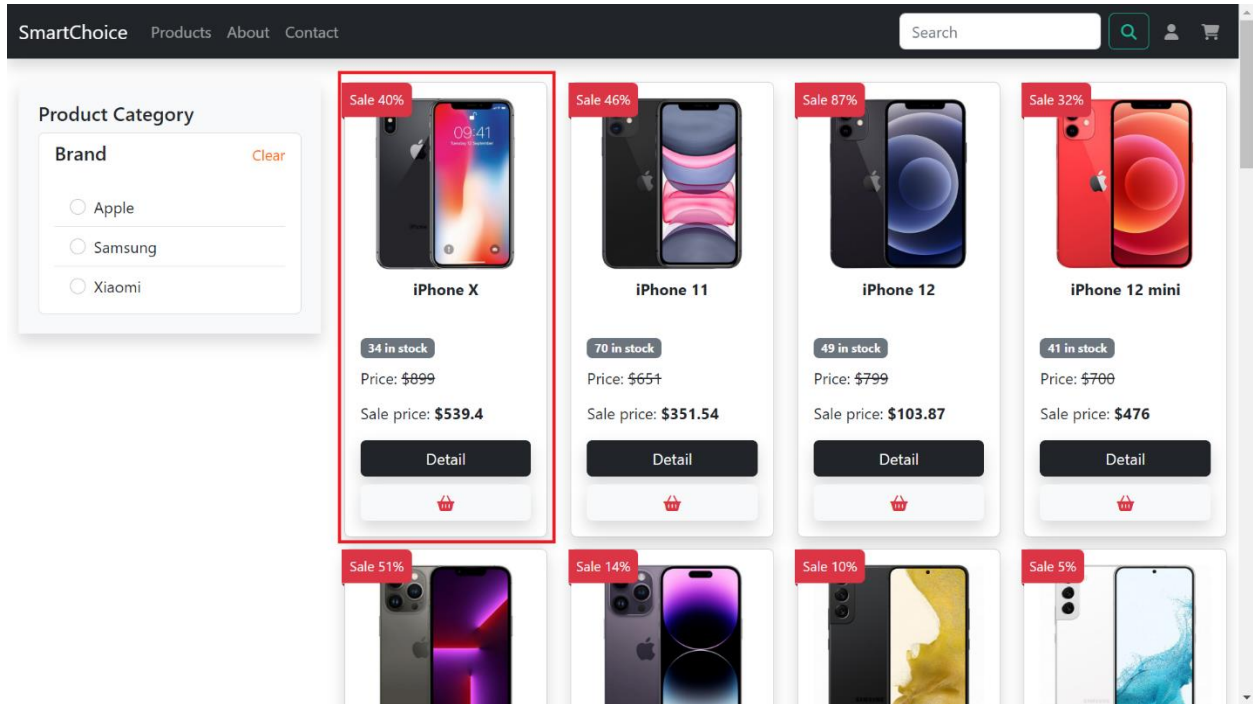 SmartChoice Products About Contact Search
Product Category
Brand Clear
Apple
Samsung
Xiaomi
Sale 40%
09:41
iPhone X
34 in stock
Price: $899
Sale price: $539.4
Detail
Sale 46%
iPhone 11
70 in stock
Price: $651
Sale price: $351.54
Detail
Sale 87%
iPhone 12
49 in stock
Price: $799
Sale price: $103.87
Detail
Sale 32%
iPhone 12 mini
41 in stock
Price: $700
Sale price: $476
Detail
Sale 51%
Sale 14%
Sale 10%
Sale 5%